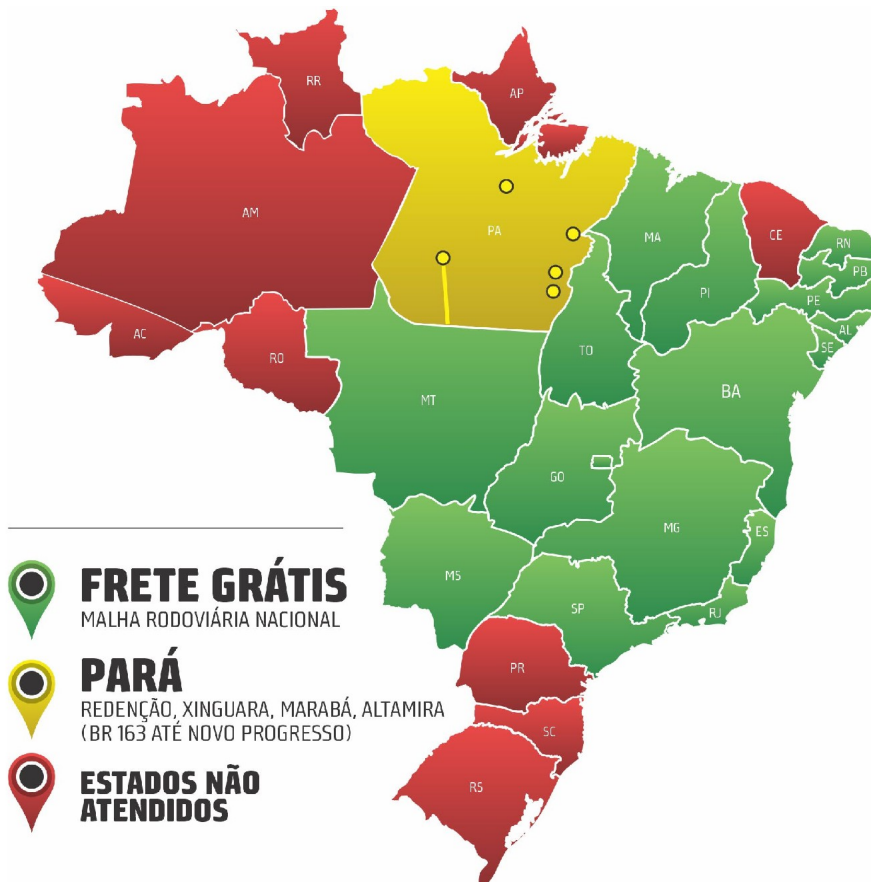 RR
AP
AM
PA
MA
CE
RN
PB
PI
PE
AL
SE
AC
RO
TO
BA
MT
GO
MG
ES
MS
SP
RJ
PR
SC
RS
FRETE GRÁTIS
MALHA RODOVIÁRIA NACIONAL
PARÁ
REDENÇÃO, XINGUARA, MARABÁ, ALTAMIRA
(BR 163 ATÉ NOVO PROGRESSO)
ESTADOS NÃO
ATENDIDOS